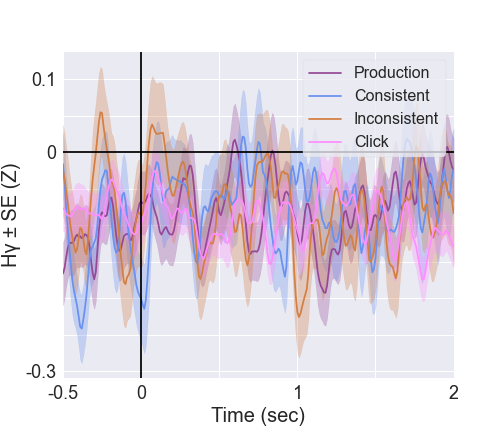 Production
Consistent
Inconsistent
Click
0.1
0
-0.3
Hγ ± SE (Z)
-0.5
0
1
2
Time (sec)